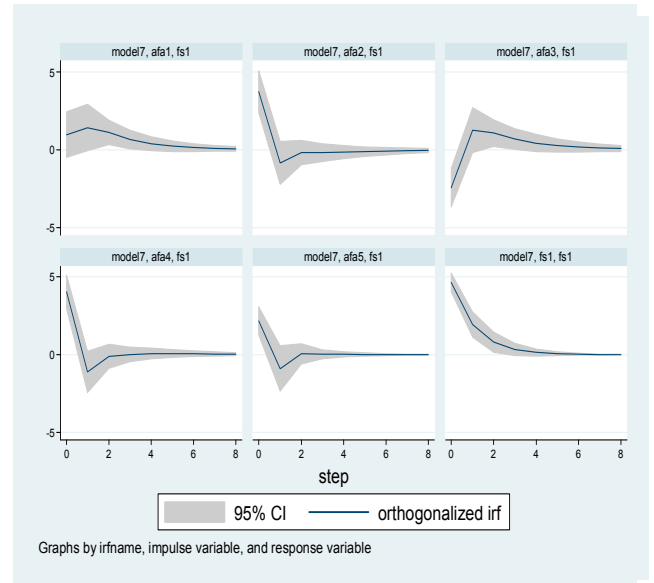 model7, afa1, fs1
model7, afa2, fs1
model7, afa3, fs1
5
0
-5
model7, afa4, fs1
model7, afa5, fs1
model7, fs1, fs1
5
0
-5
0 2 4 6 8
0 2 4 6 8
0 2 4 6 8
step
95% CI
orthogonalized irf
Graphs by irfname, impulse variable, and response variable